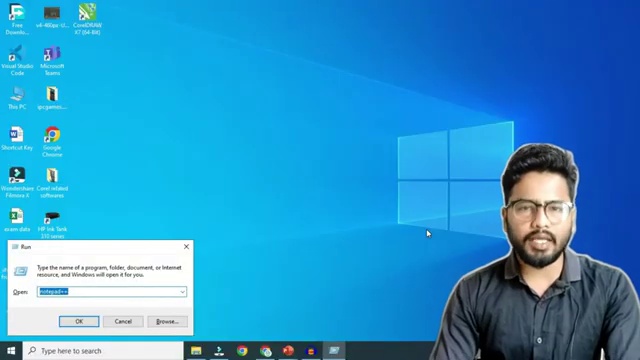 Free
Downlo...
v4-460px-cl...
CorelDRAW
X7 (64-Bit)
Visual Studio
Code
Microsoft
Teams
This PC
Shortcut Key
Google
Chrome
Wondershare
Filmora X
Corel related
softwares
exam data
HP Ink Tank
310 series
Run
Type the name of a program, folder, document, or Internet
resource, and Windows will open it for you.
Open:
notepad++
OK
Cancel
Browse...
Type here to search